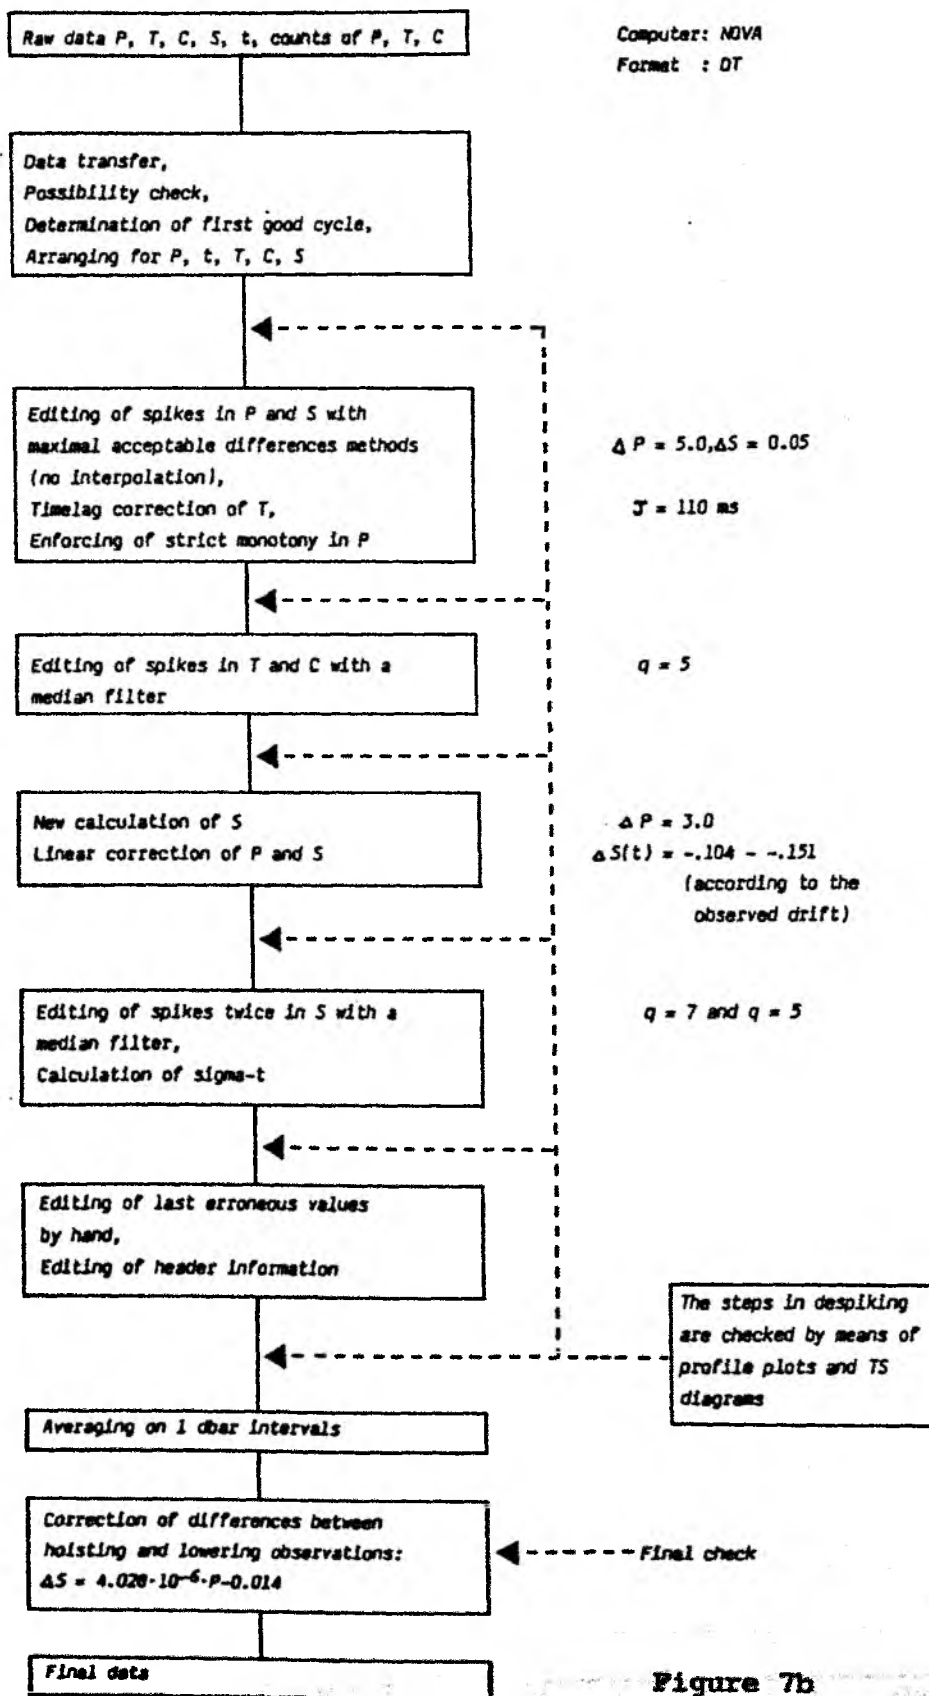 Raw data P, T, C, S, t, counts of P, T, C
Computer: NOVA
Format : DT
Data transfer,
Possibility check,
Determination of first good cycle,
Arranging for P, t, T, C, S
Editing of spikes in P and S with
maximal acceptable differences methods
(no interpolation),
Timelag correction of T,
Enforcing of strict monotony in P
Δ P = 5.0,ΔS = 0.05
J = 110 ms
Editing of spikes in T and C with a
median filter
q = 5
New calculation of S
Linear correction of P and S
Δ P = 3.0
Δ S(t) = -.104 - -.151
(according to the
observed drift)
Editing of spikes twice in S with a
median filter,
Calculation of sigma-t
q = 7 and q = 5
Editing of last erroneous values
by hand,
Editing of header information
The steps in despiking
are checked by means of
profile plots and TS
diagrams
Averaging on 1 dbar intervals
Correction of differences between
hoisting and lowering observations:
ΔS = 4.028·10⁻⁶·P-0.014
Final check
Final data
Figure 7b